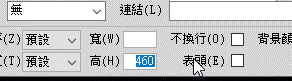 無 連結(L)
(Z) 預設 寬(W) 不換行(O) 背景顏
(T) 預設 高(H) 460 表頭(E)